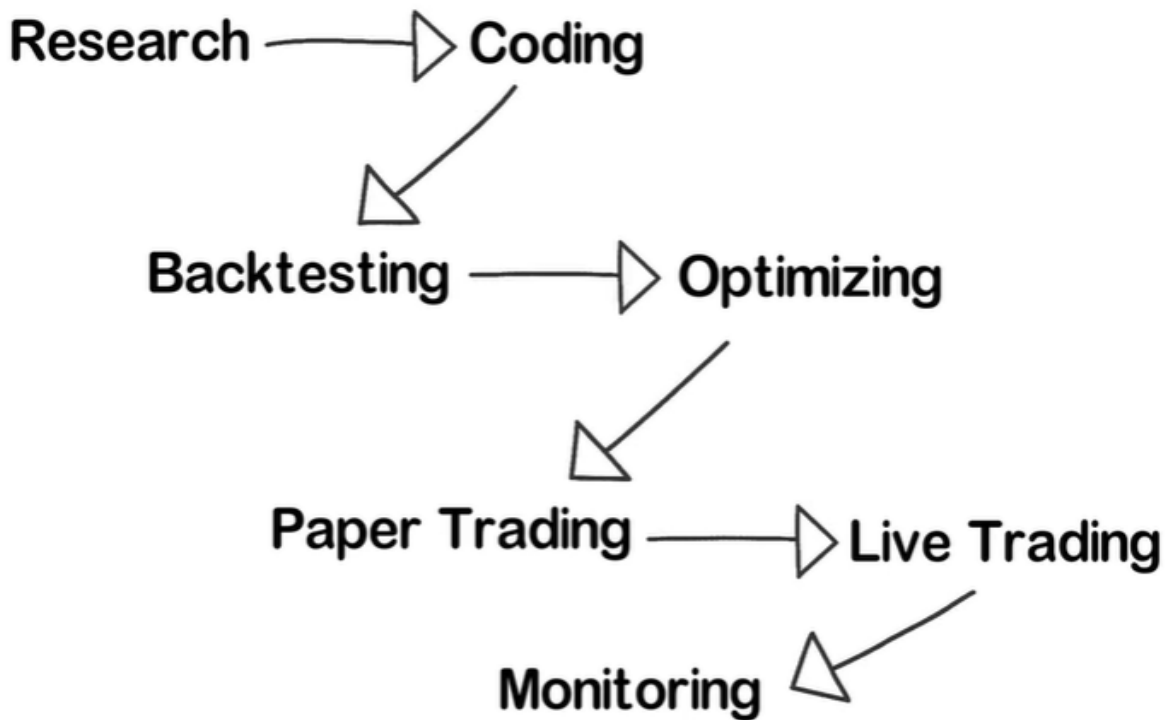 Research
Coding
Backtesting
Optimizing
Paper Trading
Live Trading
Monitoring